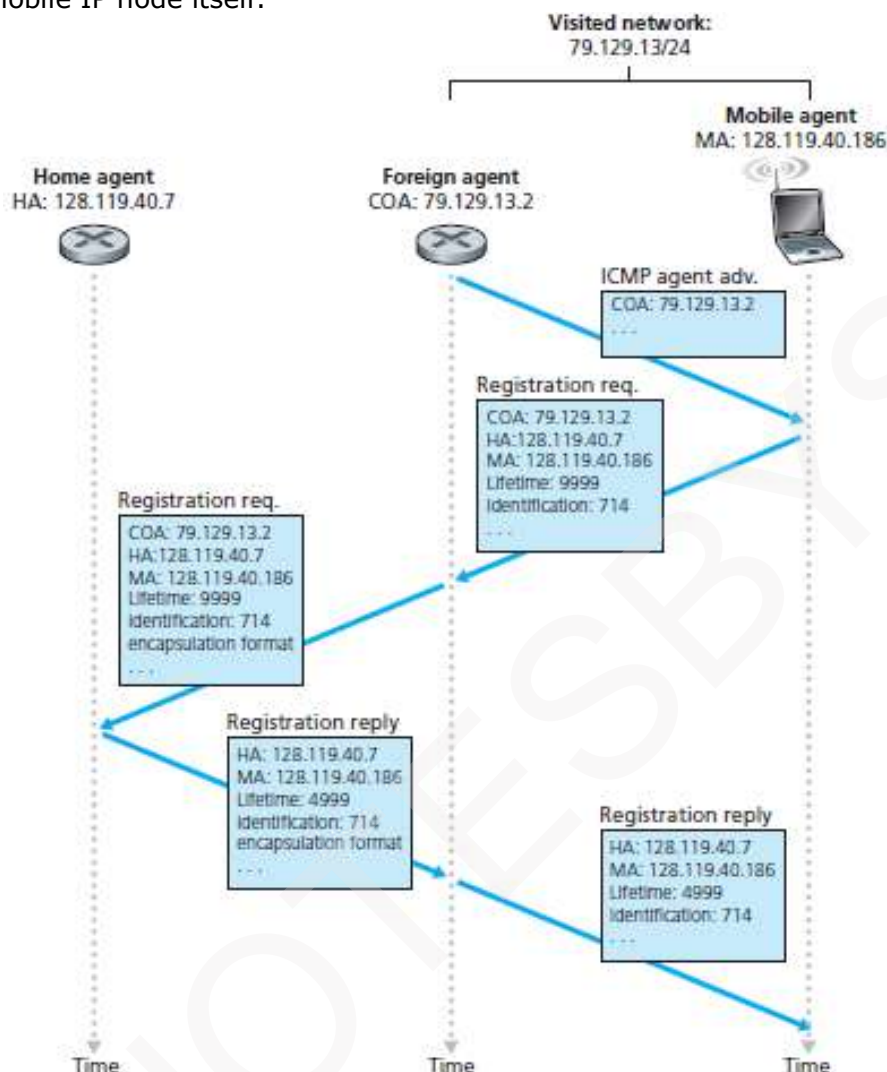 mobile IP node itself.
Visited network:
79.129.13/24
Mobile agent
MA: 128.119.40.186
Home agent
HA: 128.119.40.7
Foreign agent
COA: 79.129.13.2
ICMP agent adv.
COA: 79.129.13.2
. . .
Registration req.
COA: 79.129.13.2
HA:128.119.40.7
MA: 128.119.40.186
Lifetime: 9999
identification: 714
. . .
Registration req.
COA: 79.129.13.2
HA:128.119.40.7
MA: 128.119.40.186
Lifetime: 9999
identification: 714
encapsulation format
. . .
Registration reply
HA: 128.119.40.7
MA: 128.119.40.186
Lifetime: 4999
identification: 714
encapsulation format
. . .
Registration reply
HA: 128.119.40.7
MA: 128.119.40.186
Lifetime: 4999
identification: 714
. . .
Time
Time
Time